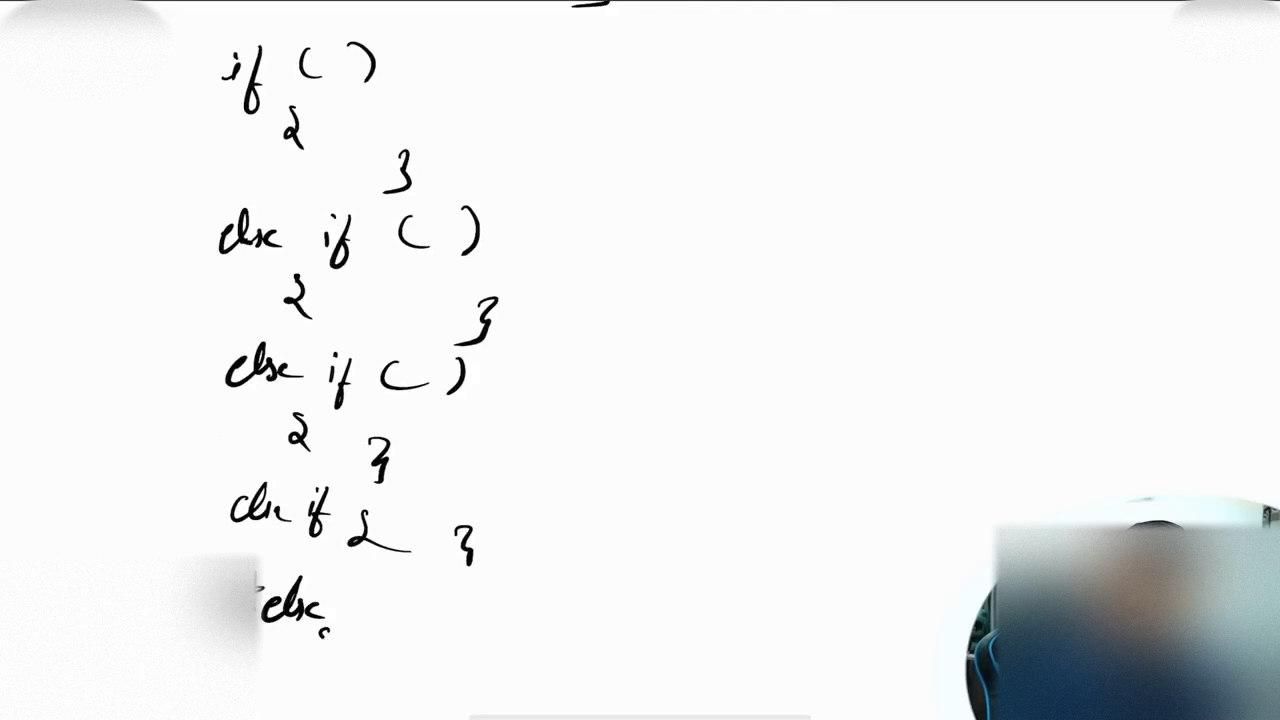 if ( )
{
}
else if ( )
{
}
else if ( )
{ }
else if { }
else